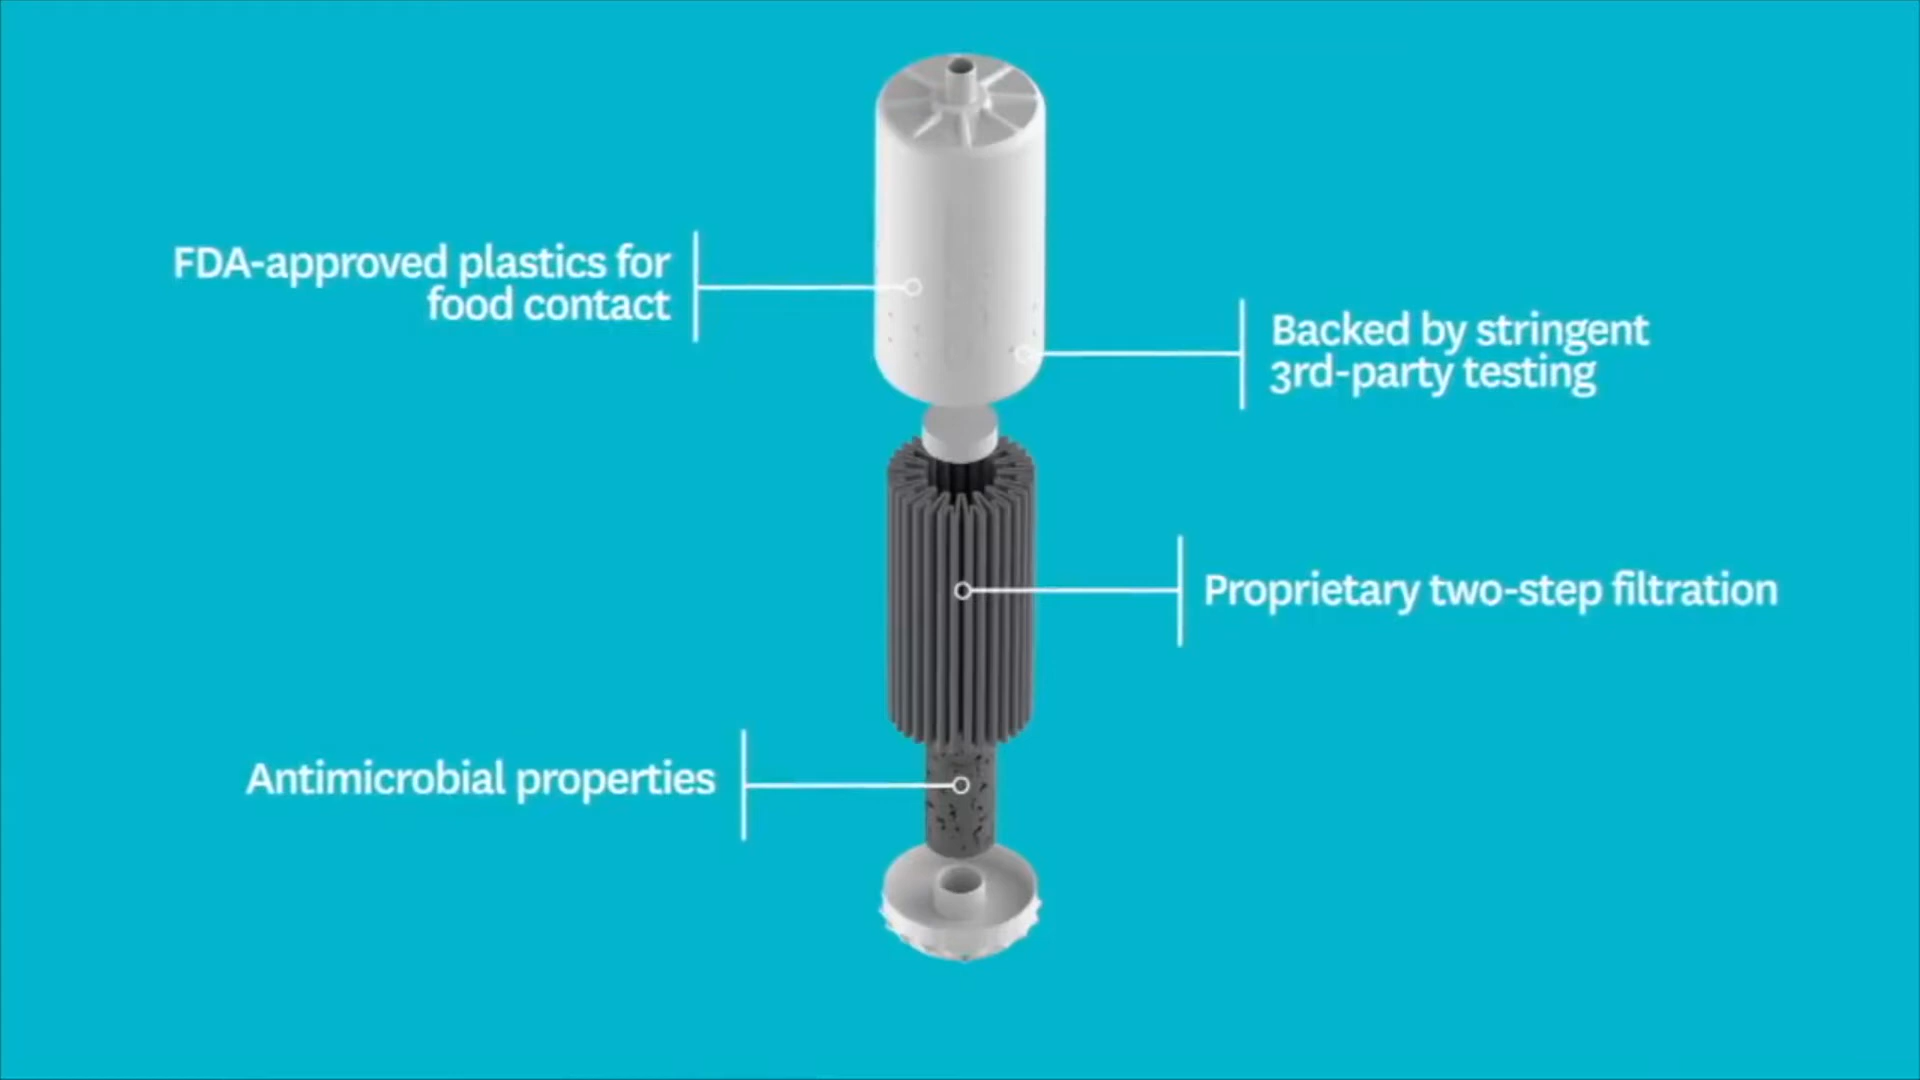 FDA-approved plastics for
food contact
Backed by stringent
3rd-party testing
Proprietary two-step filtration
Antimicrobial properties